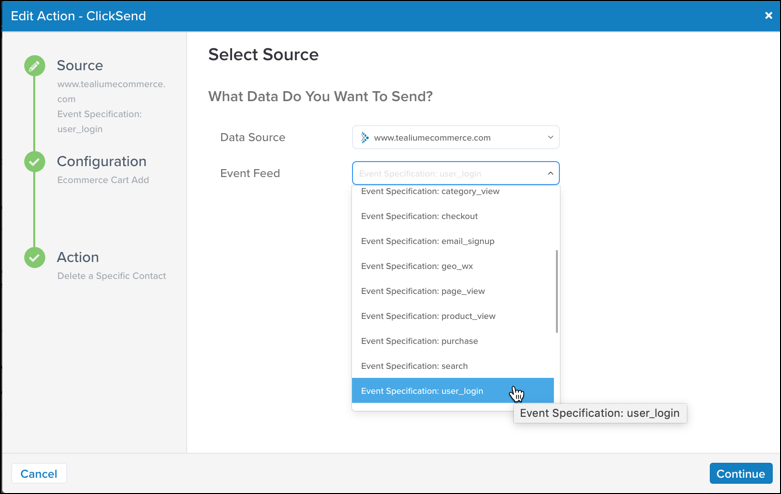 Edit Action - ClickSend
×
Source
www.tealiumecommerce.
com
Event Specification:
user_login
Configuration
Ecommerce Cart Add
Action
Delete a Specific Contact
Select Source
What Data Do You Want To Send?
Data Source
www.tealiumecommerce.com
Event Feed
Event Specification: user_login
Event Specification: category_view
Event Specification: checkout
Event Specification: email_signup
Event Specification: geo_wx
Event Specification: page_view
Event Specification: product_view
Event Specification: purchase
Event Specification: search
Event Specification: user_login
Event Specification: user_login
Cancel
Continue